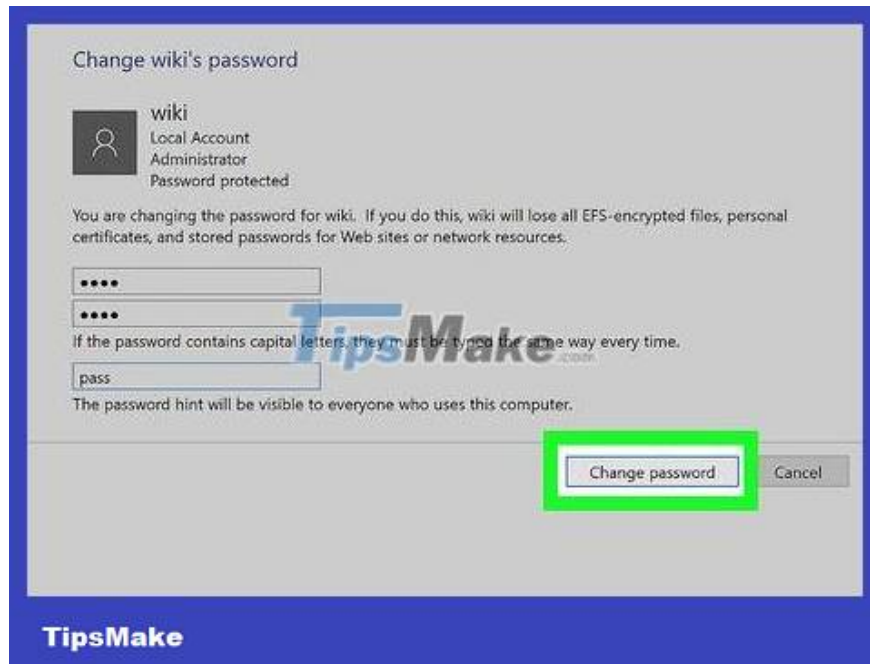 Change wiki's password
wiki
Local Account
Administrator
Password protected
You are changing the password for wiki. If you do this, wiki will lose all EFS-encrypted files, personal
certificates, and stored passwords for Web sites or network resources.
••••
••••
If the password contains capital letters, they must be typed the same way every time.
TipsMake.com
pass
The password hint will be visible to everyone who uses this computer.
Change password
Cancel
TipsMake